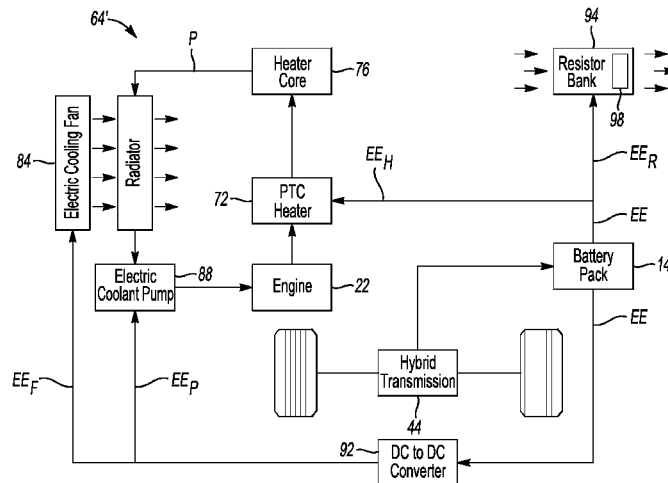 64'
P
94
Heater
Core
76
Resistor
Bank
98
Electric Cooling Fan
84
Radiator
EE_H
EE_R
72
PTC
Heater
EE
Electric
Coolant Pump
88
Engine
22
Battery
Pack
14
EE
EE_F
EE_P
Hybrid
Transmission
44
92
DC to DC
Converter